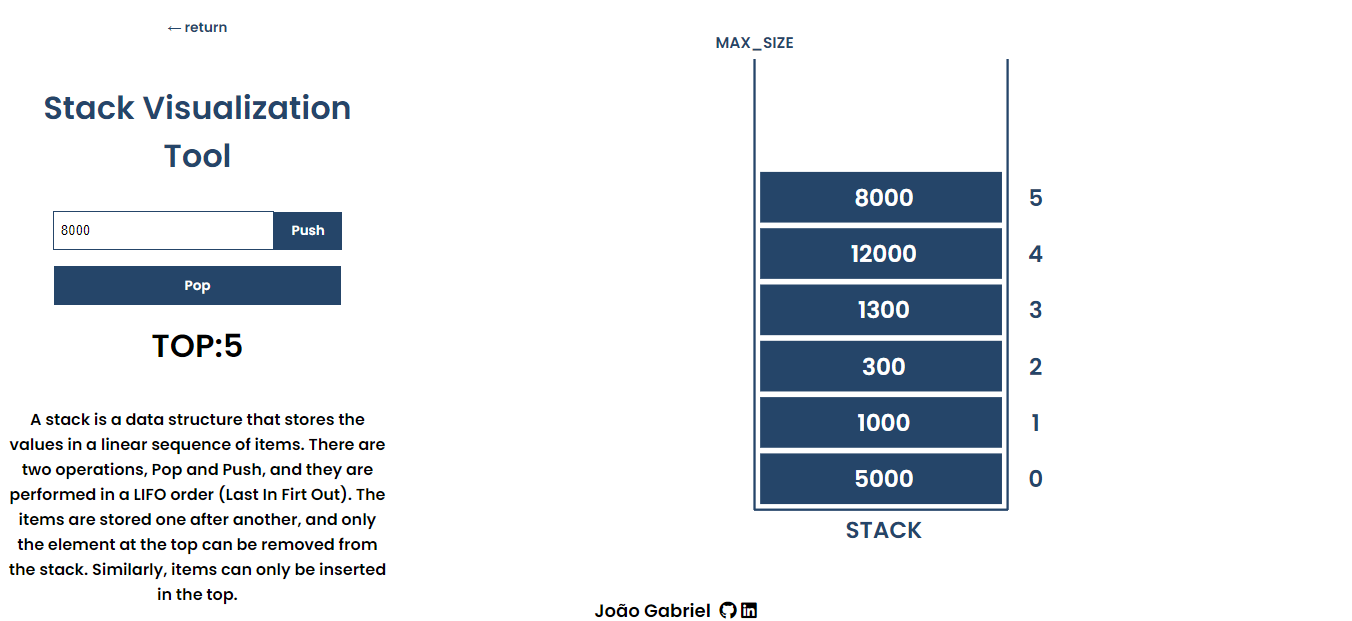 ← return
Stack Visualization
Tool
8000
Push
Pop
TOP:5
A stack is a data structure that stores the
values in a linear sequence of items. There are
two operations, Pop and Push, and they are
performed in a LIFO order (Last In Firt Out). The
items are stored one after another, and only
the element at the top can be removed from
the stack. Similarly, items can only be inserted
in the top.
MAX_SIZE
8000 5
12000 4
1300 3
300 2
1000 1
5000 0
STACK
João Gabriel in